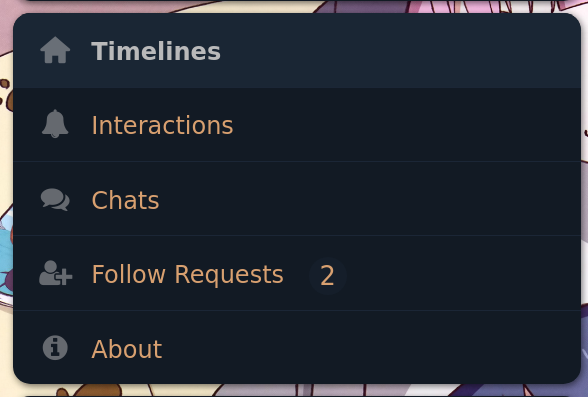 Timelines
Interactions
Chats
Follow Requests 2
About